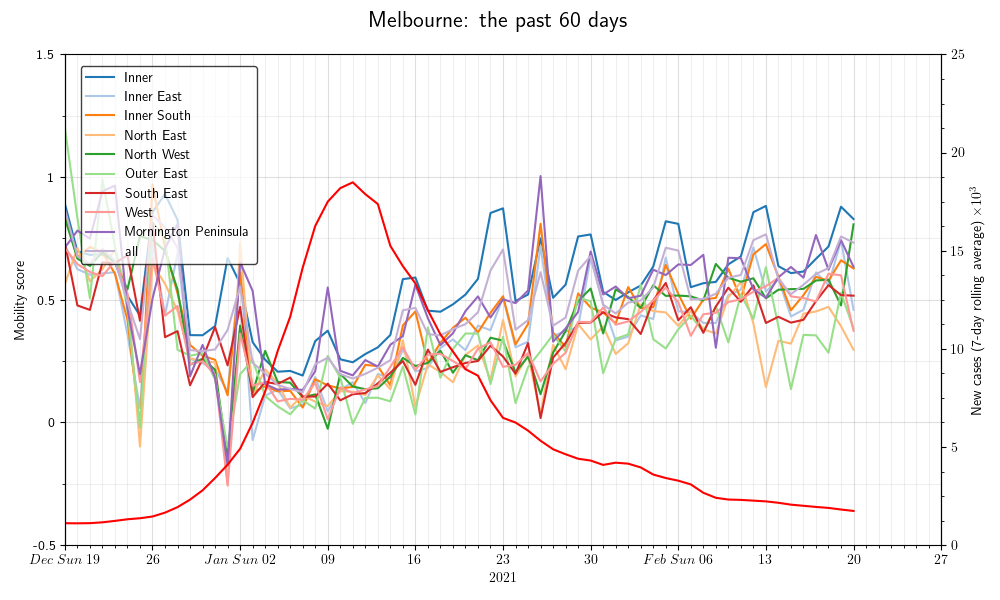 Melbourne: the past 60 days
1.5
1
0.5
0
-0.5
Mobility score
Inner
Inner East
Inner South
North East
North West
Outer East
South East
West
Mornington Peninsula
all
25
20
15
10
5
0
New cases (7-day rolling average) ×10³
Dec Sun 19 26 Jan Sun 02 09 16 23 30 Feb Sun 06 13 20 27
2021